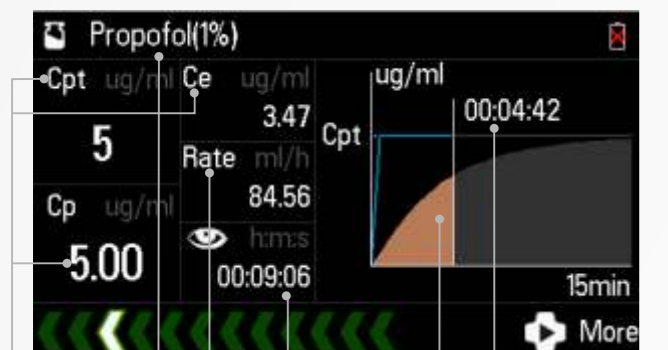 Propofol(1%)
Cpt ug/ml
5
Cp ug/ml
5.00
Ce ug/ml
3.47
Rate ml/h
84.56
h:m:s
00:09:06
ug/ml
00:04:42
Cpt
15min
More